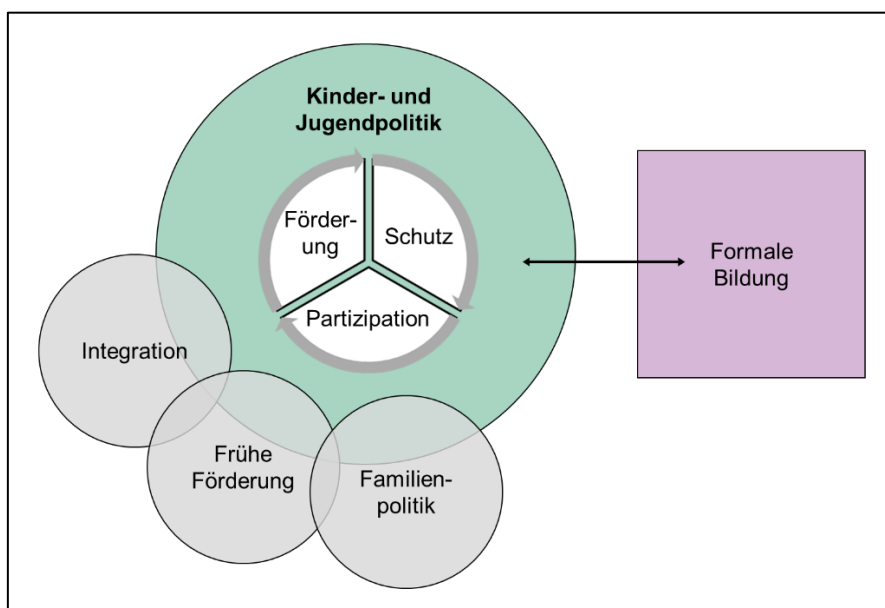 Kinder- und
Jugendpolitik
Förder-
ung
Schutz
Partizipation
Formale
Bildung
Integration
Frühe
Förderung
Familien-
politik